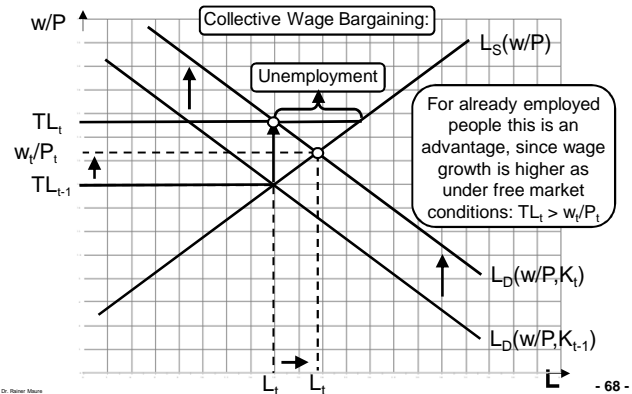 Collective Wage Bargaining:
w/P
L_S(w/P)
Unemployment
For already employed
people this is an
advantage, since wage
growth is higher as
under free market
conditions: TL_t > w_t/P_t
TL_t
w_t/P_t
TL_t-1
L_D(w/P,K_t)
L_D(w/P,K_t-1)
L_t
L_t
L
Dr. Rainer Maure
- 68 -